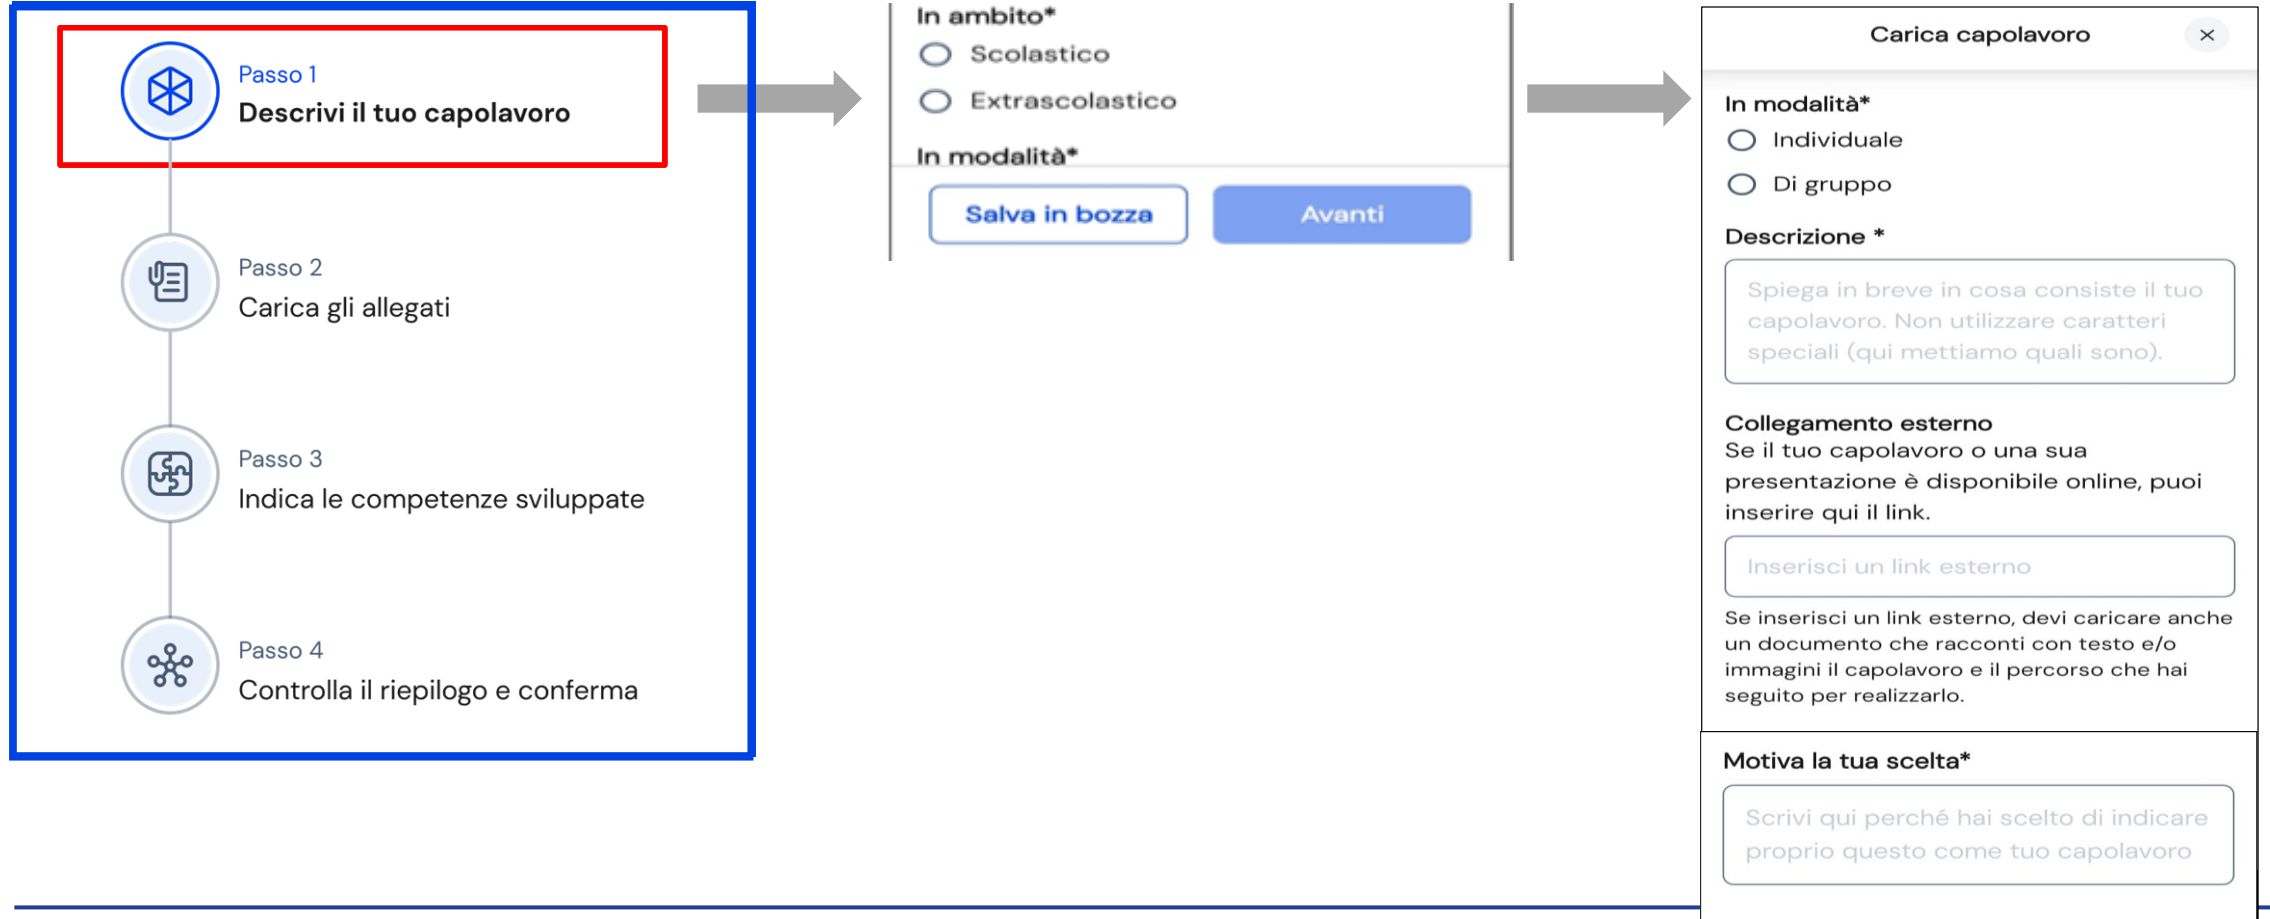 Passo 1
Descrivi il tuo capolavoro
Passo 2
Carica gli allegati
Passo 3
Indica le competenze sviluppate
Passo 4
Controlla il riepilogo e conferma
In ambito*
Scolastico
Extrascolastico
In modalità*
Salva in bozza
Avanti
Carica capolavoro
In modalità*
Individuale
Di gruppo
Descrizione *
Spiega in breve in cosa consiste il tuo
capolavoro. Non utilizzare caratteri
speciali (qui mettiamo quali sono).
Collegamento esterno
Se il tuo capolavoro o una sua
presentazione è disponibile online, puoi
inserire qui il link.
Inserisci un link esterno
Se inserisci un link esterno, devi caricare anche
un documento che racconti con testo e/o
immagini il capolavoro e il percorso che hai
seguito per realizzarlo.
Motiva la tua scelta*
Scrivi qui perché hai scelto di indicare
proprio questo come tuo capolavoro